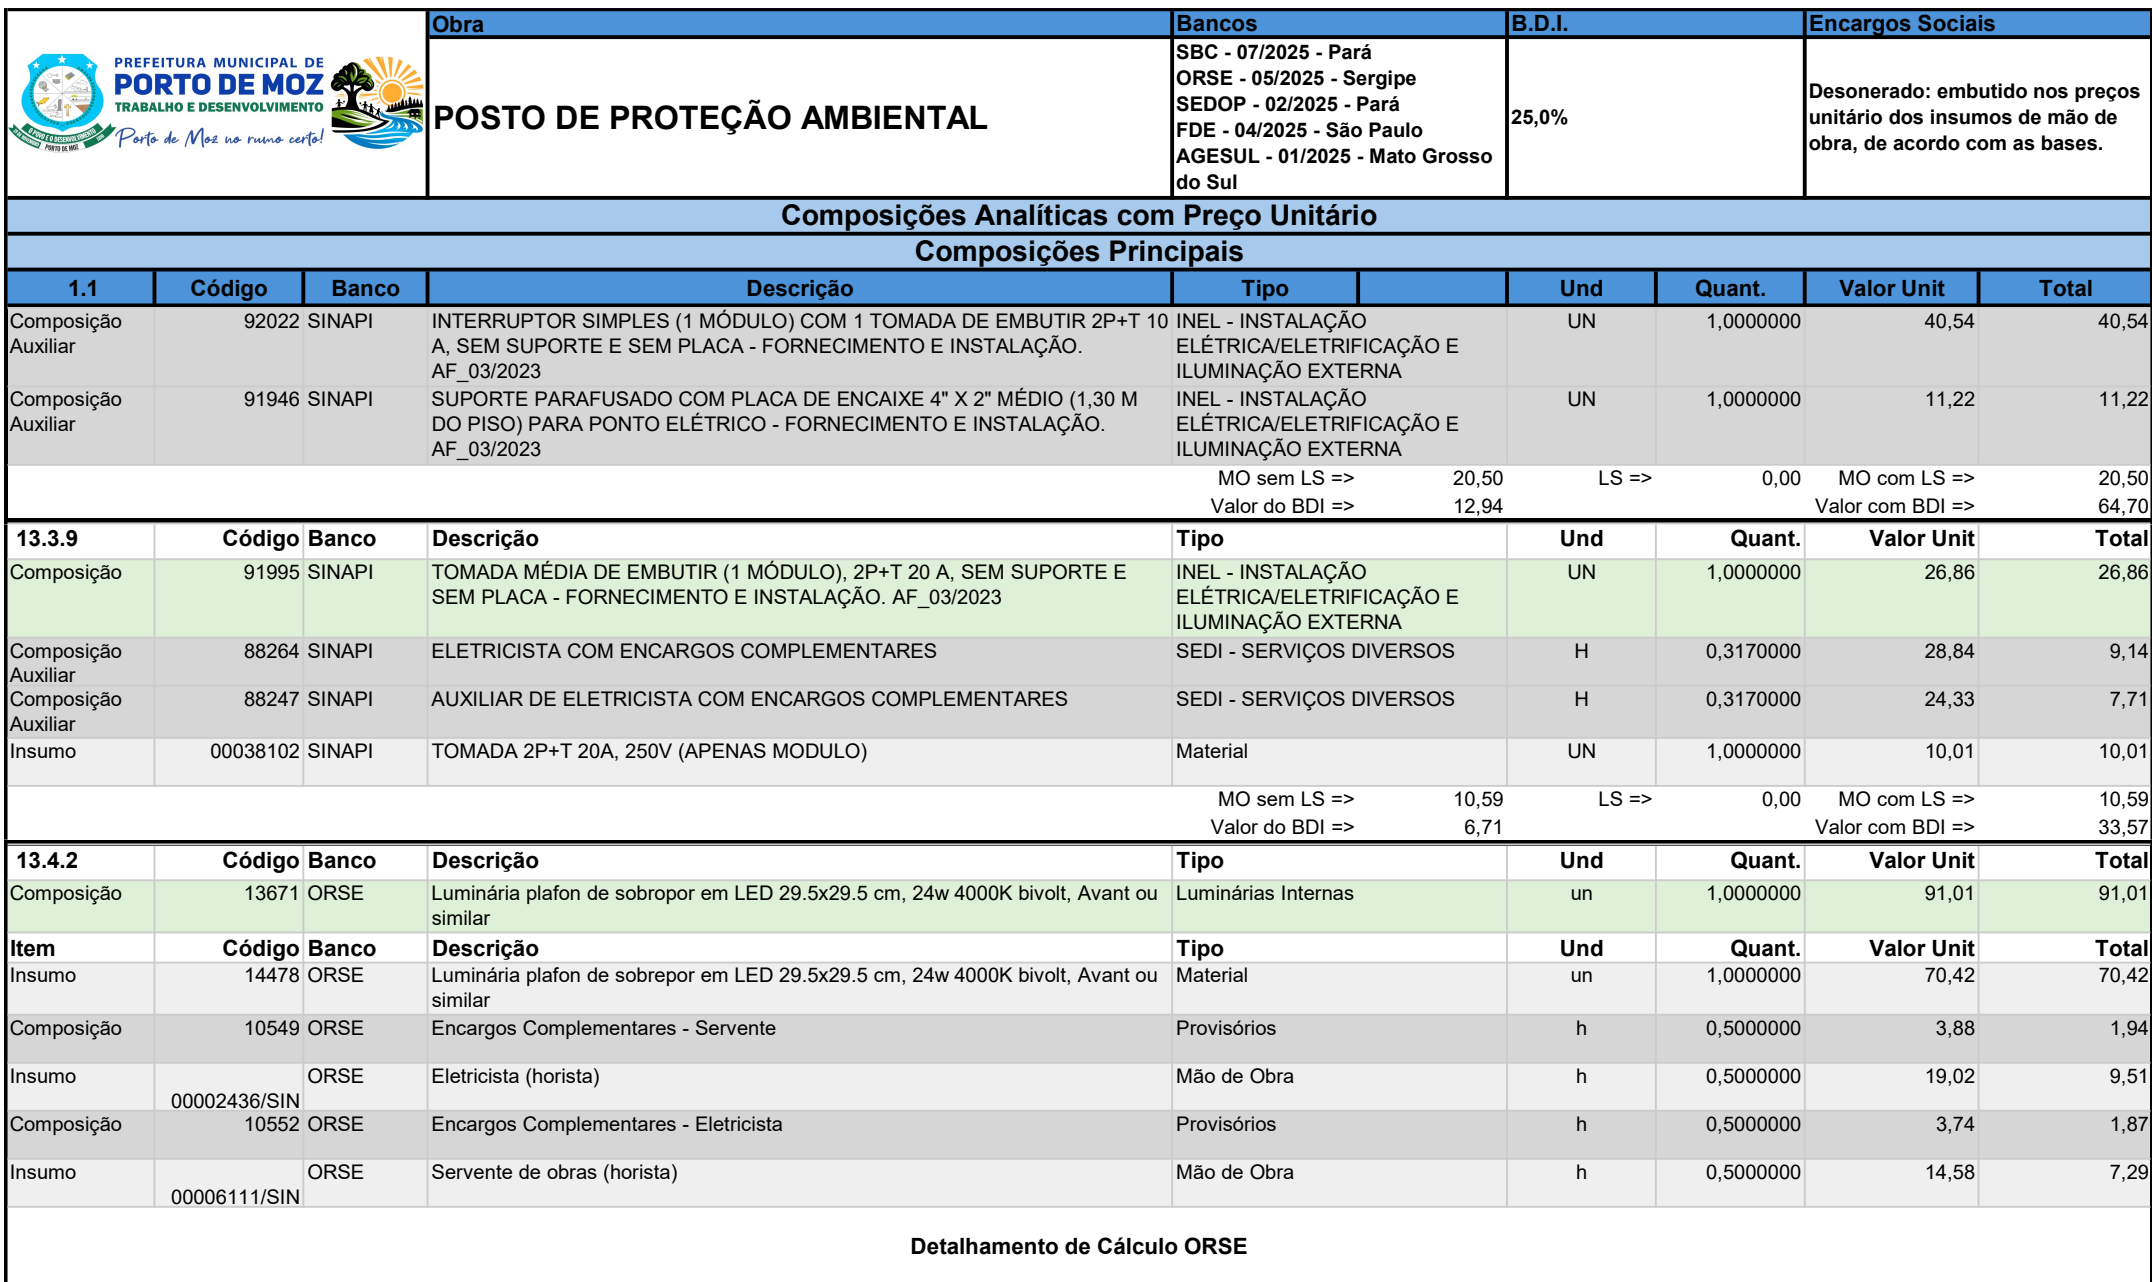 Obra
Bancos
B.D.I.
Encargos Sociais
PREFEITURA MUNICIPAL DE
PORTO DE MOZ
TRABALHO E DESENVOLVIMENTO
Porto de Moz no rumo certo!
PORTO DE MOZ
POSTO DE PROTEÇÃO AMBIENTAL
SBC - 07/2025 - Pará
ORSE - 05/2025 - Sergipe
SEDOP - 02/2025 - Pará
FDE - 04/2025 - São Paulo
AGESUL - 01/2025 - Mato Grosso
do Sul
25,0%
Desonerado: embutido nos preços
unitário dos insumos de mão de
obra, de acordo com as bases.
Composições Analíticas com Preço Unitário
Composições Principais
1.1 Código Banco Descrição Tipo Und Quant. Valor Unit Total
Composição 92022 SINAPI INTERRUPTOR SIMPLES (1 MÓDULO) COM 1 TOMADA DE EMBUTIR 2P+T 10 INEL - INSTALAÇÃO UN 1,0000000 40,54 40,54
Auxiliar A, SEM SUPORTE E SEM PLACA - FORNECIMENTO E INSTALAÇÃO. ELÉTRICA/ELETRIFICAÇÃO E
AF_03/2023 ILUMINAÇÃO EXTERNA
Composição 91946 SINAPI SUPORTE PARAFUSADO COM PLACA DE ENCAIXE 4" X 2" MÉDIO (1,30 M INEL - INSTALAÇÃO UN 1,0000000 11,22 11,22
Auxiliar DO PISO) PARA PONTO ELÉTRICO - FORNECIMENTO E INSTALAÇÃO. ELÉTRICA/ELETRIFICAÇÃO E
AF_03/2023 ILUMINAÇÃO EXTERNA
MO sem LS => 20,50 LS => 0,00 MO com LS => 20,50
Valor do BDI => 12,94 Valor com BDI => 64,70
13.3.9 Código Banco Descrição Tipo Und Quant. Valor Unit Total
Composição 91995 SINAPI TOMADA MÉDIA DE EMBUTIR (1 MÓDULO), 2P+T 20 A, SEM SUPORTE E INEL - INSTALAÇÃO UN 1,0000000 26,86 26,86
SEM PLACA - FORNECIMENTO E INSTALAÇÃO. AF_03/2023 ELÉTRICA/ELETRIFICAÇÃO E
ILUMINAÇÃO EXTERNA
Composição 88264 SINAPI ELETRICISTA COM ENCARGOS COMPLEMENTARES SEDI - SERVIÇOS DIVERSOS H 0,3170000 28,84 9,14
Auxiliar
Composição 88247 SINAPI AUXILIAR DE ELETRICISTA COM ENCARGOS COMPLEMENTARES SEDI - SERVIÇOS DIVERSOS H 0,3170000 24,33 7,71
Auxiliar
Insumo 00038102 SINAPI TOMADA 2P+T 20A, 250V (APENAS MODULO) Material UN 1,0000000 10,01 10,01
MO sem LS => 10,59 LS => 0,00 MO com LS => 10,59
Valor do BDI => 6,71 Valor com BDI => 33,57
13.4.2 Código Banco Descrição Tipo Und Quant. Valor Unit Total
Composição 13671 ORSE Luminária plafon de sobropor em LED 29.5x29.5 cm, 24w 4000K bivolt, Avant ou Luminárias Internas un 1,0000000 91,01 91,01
similar
Item Código Banco Descrição Tipo Und Quant. Valor Unit Total
Insumo 14478 ORSE Luminária plafon de sobrepor em LED 29.5x29.5 cm, 24w 4000K bivolt, Avant ou Material un 1,0000000 70,42 70,42
similar
Composição 10549 ORSE Encargos Complementares - Servente Provisórios h 0,5000000 3,88 1,94
Insumo ORSE Eletricista (horista) Mão de Obra h 0,5000000 19,02 9,51
00002436/SIN
Composição 10552 ORSE Encargos Complementares - Eletricista Provisórios h 0,5000000 3,74 1,87
Insumo ORSE Servente de obras (horista) Mão de Obra h 0,5000000 14,58 7,29
00006111/SIN
Detalhamento de Cálculo ORSE